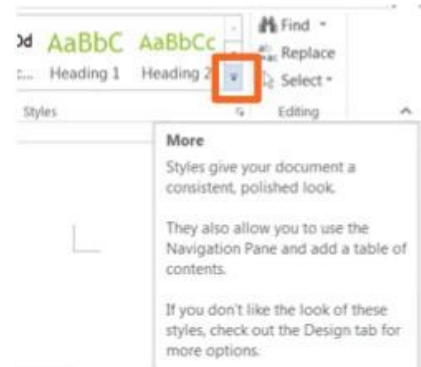 AaBbC AaBbCc
Heading 1 Heading 2
Find
Replace
Select
Styles
Editing
More
Styles give your document a
consistent, polished look.
They also allow you to use the
Navigation Pane and add a table of
contents.
If you don't like the look of these
styles, check out the Design tab for
more options.